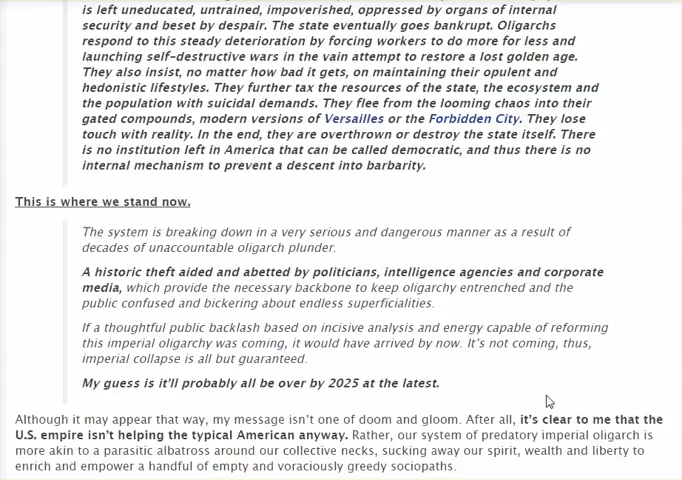 is left uneducated, untrained, impoverished, oppressed by organs of internal
security and beset by despair. The state eventually goes bankrupt. Oligarchs
respond to this steady deterioration by forcing workers to do more for less and
launching self-destructive wars in the vain attempt to restore a lost golden age.
They also insist, no matter how bad it gets, on maintaining their opulent and
hedonistic lifestyles. They further tax the resources of the state, the ecosystem and
the population with suicidal demands. They flee from the looming chaos into their
gated compounds, modern versions of Versailles or the Forbidden City. They lose
touch with reality. In the end, they are overthrown or destroy the state itself. There
is no institution left in America that can be called democratic, and thus there is no
internal mechanism to prevent a descent into barbarity.
This is where we stand now.
The system is breaking down in a very serious and dangerous manner as a result of
decades of unaccountable oligarch plunder.
A historic theft aided and abetted by politicians, intelligence agencies and corporate
media, which provide the necessary backbone to keep oligarchy entrenched and the
public confused and bickering about endless superficialities.
If a thoughtful public backlash based on incisive analysis and energy capable of reforming
this imperial oligarchy was coming, it would have arrived by now. It's not coming, thus,
imperial collapse is all but guaranteed.
My guess is it'll probably all be over by 2025 at the latest.
Although it may appear that way, my message isn't one of doom and gloom. After all, it's clear to me that the
U.S. empire isn't helping the typical American anyway. Rather, our system of predatory imperial oligarch is
more akin to a parasitic albatross around our collective necks, sucking away our spirit, wealth and liberty to
enrich and empower a handful of empty and voraciously greedy sociopaths.